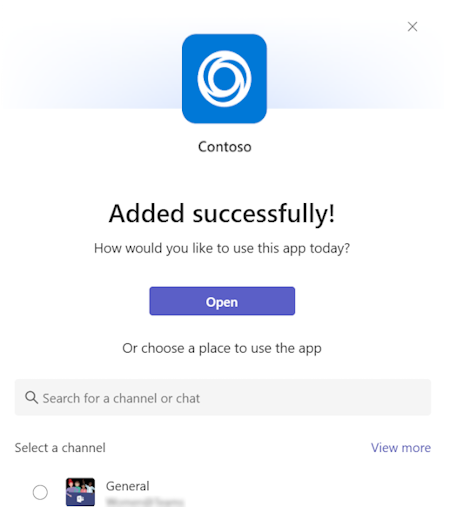 Contoso
Added successfully!
How would you like to use this app today?
Open
Or choose a place to use the app
Search for a channel or chat
Select a channel
View more
General